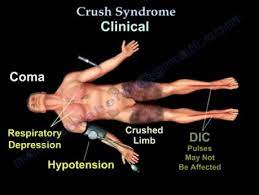 Crush Syndrome
Clinical
Coma
Respiratory
Depression
Hypotension
Crushed
Limb
DIC
Pulses
May Not
Be Affected